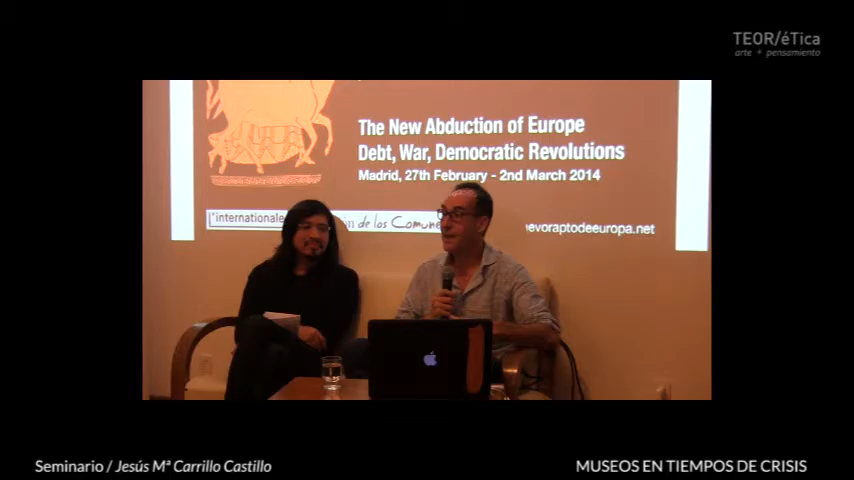 TEOR/éTica
arte + pensamiento
The New Abduction of Europe
Debt, War, Democratic Revolutions
Madrid, 27th February - 2nd March 2014
l'internationale
de los Comune
evoraptodeeuropa.net
Seminario / Jesús Mª Carrillo Castillo
MUSEOS EN TIEMPOS DE CRISIS